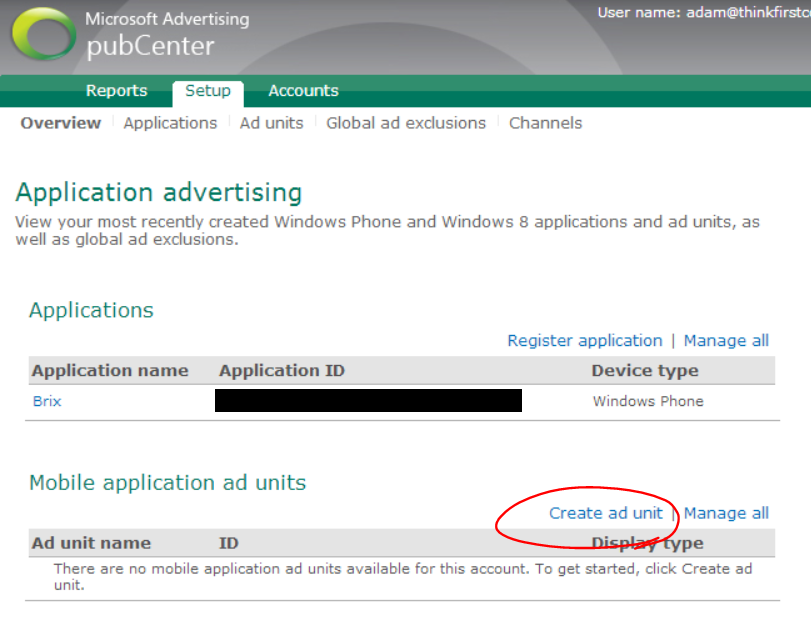 Microsoft Advertising
User name: adam@thinkfirstc
pubCenter
Reports Setup Accounts
Overview Applications Ad units Global ad exclusions Channels
Application advertising
View your most recently created Windows Phone and Windows 8 applications and ad units, as
well as global ad exclusions.
Applications
Register application | Manage all
Application name Application ID Device type
Brix Windows Phone
Mobile application ad units
Create ad unit | Manage all
Ad unit name ID Display type
There are no mobile application ad units available for this account. To get started, click Create ad
unit.